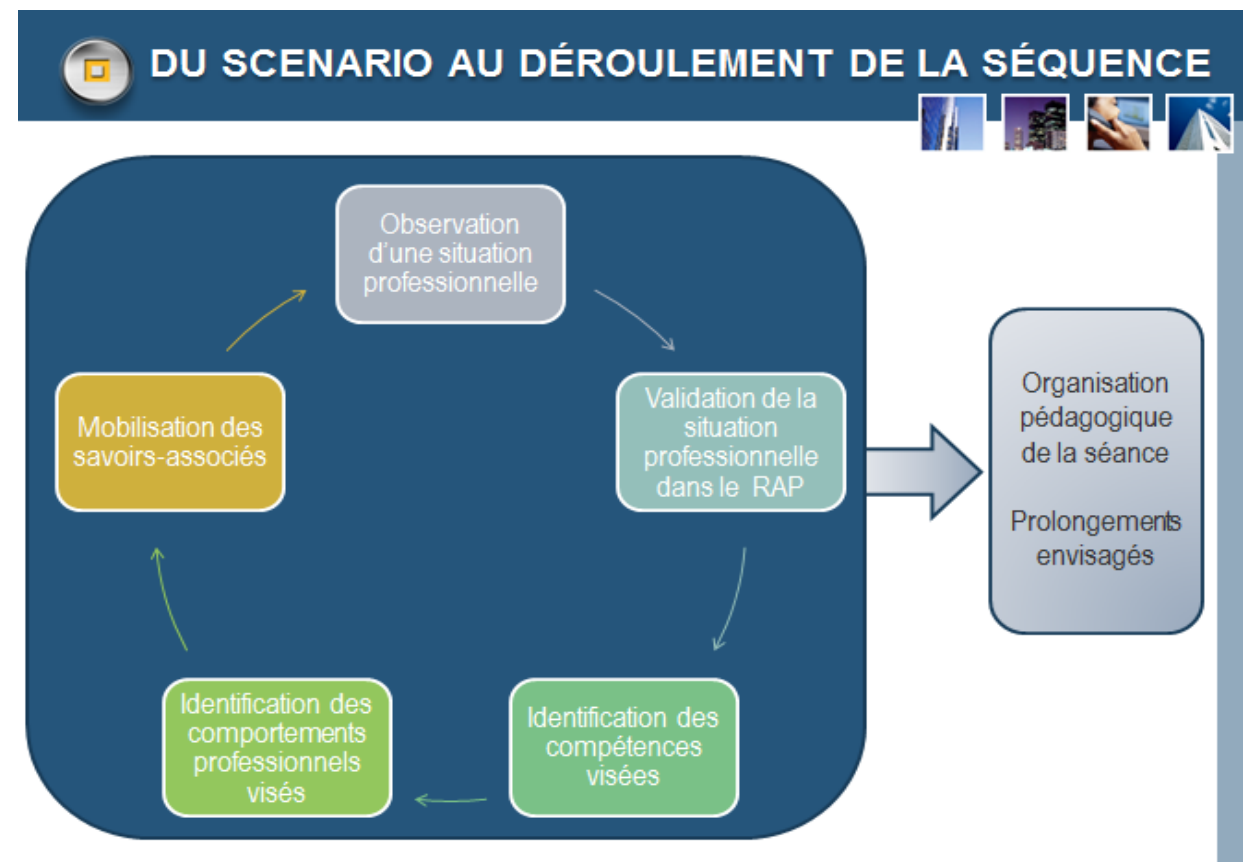 DU SCENARIO AU DÉROULEMENT DE LA SÉQUENCE
Observation
d'une situation
professionnelle
Validation de la
situation
professionnelle
dans le RAP
Identification des
compétences
visées
Identification des
comportements
professionnels
visés
Mobilisation des
savoirs-associés
Organisation
pédagogique
de la séance
Prolongements
envisagés